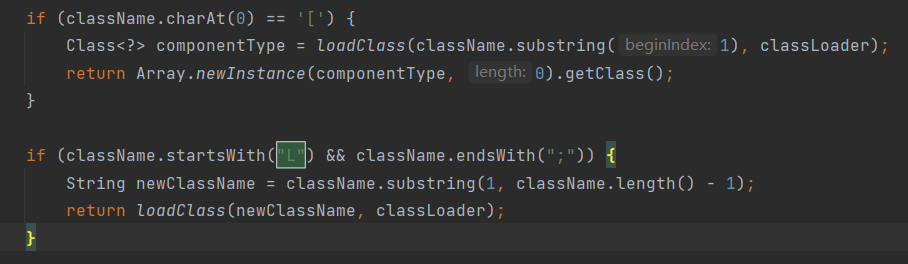 if (className.charAt(0) == '[') {
    Class<?> componentType = loadClass(className.substring( beginIndex: 1), classLoader);
    return Array.newInstance(componentType, length: 0).getClass();
}

if (className.startsWith("L") && className.endsWith(";")) {
    String newClassName = className.substring(1, className.length() - 1);
    return loadClass(newClassName, classLoader);
}